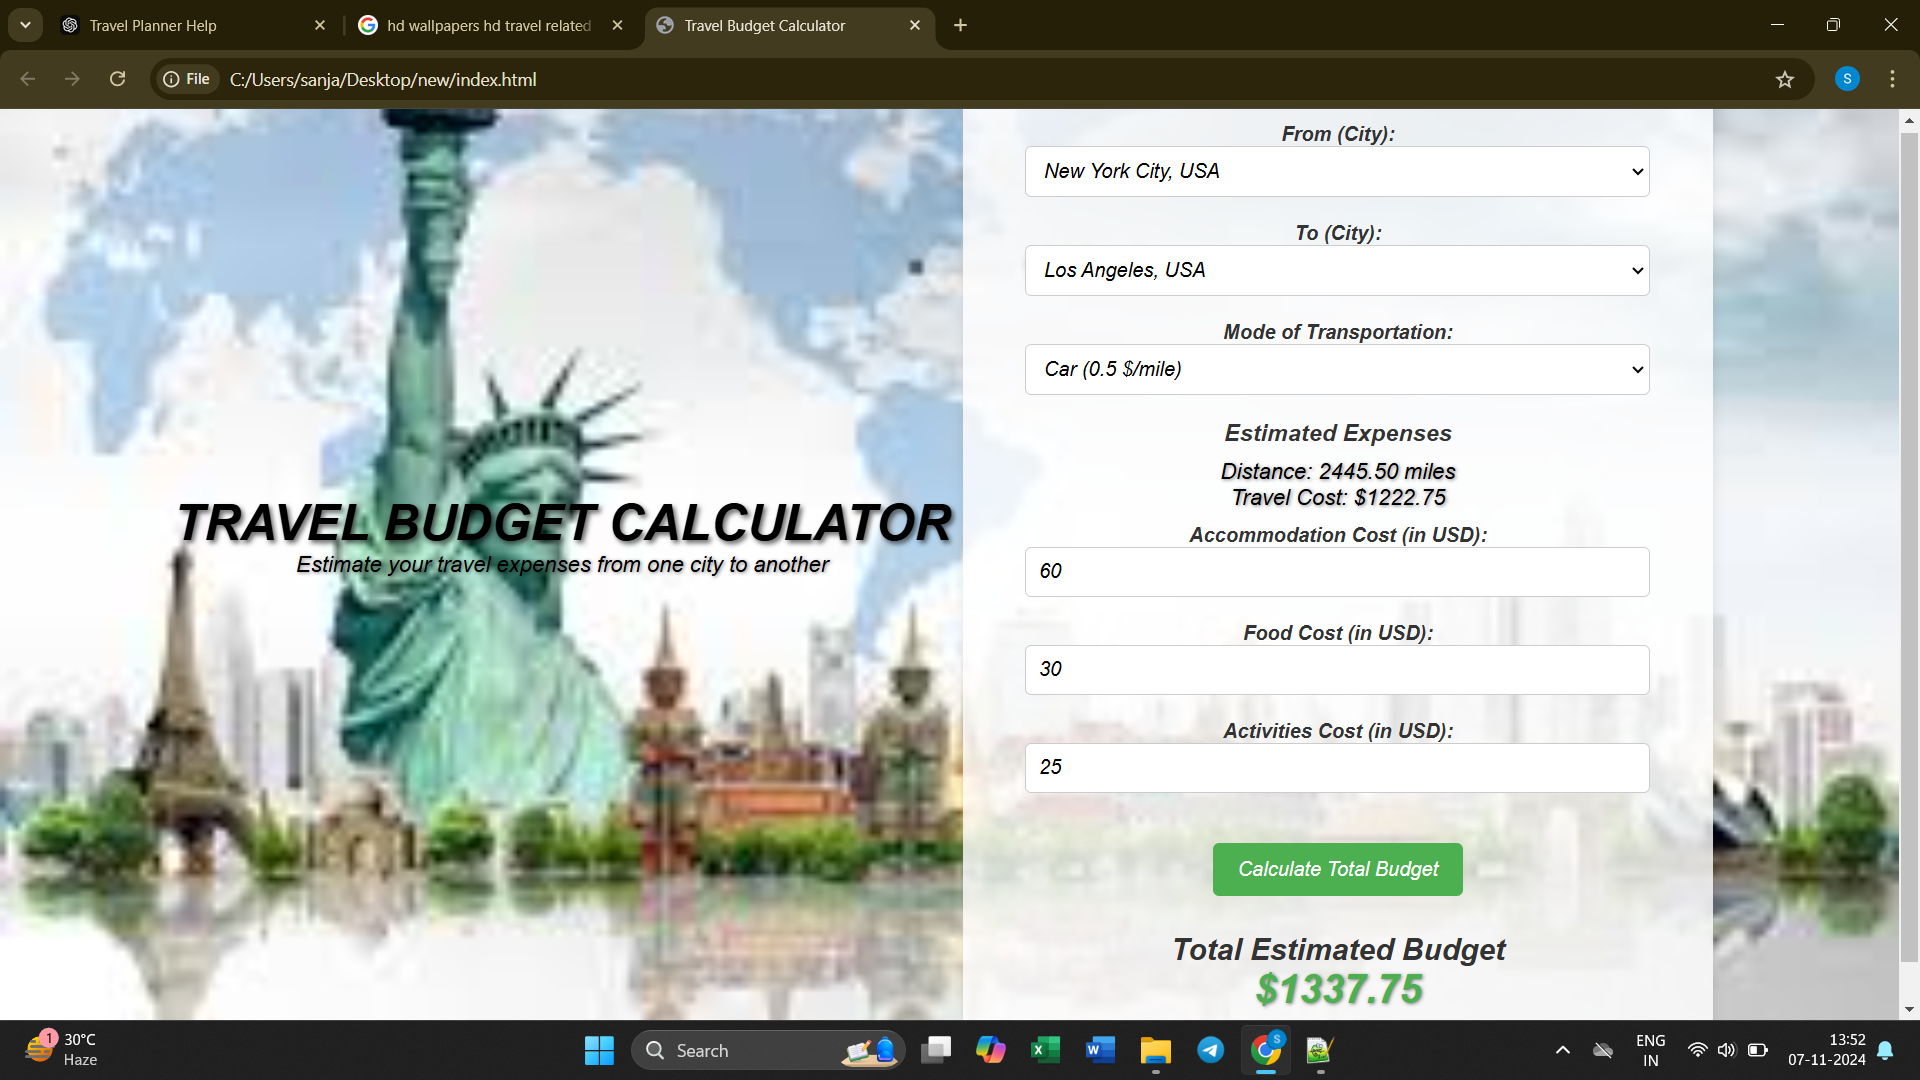 Travel Planner Help
hd wallpapers hd travel related
Travel Budget Calculator
File
C:/Users/sanja/Desktop/new/index.html
S
TRAVEL BUDGET CALCULATOR
Estimate your travel expenses from one city to another
From (City):
New York City, USA
To (City):
Los Angeles, USA
Mode of Transportation:
Car (0.5 $/mile)
Estimated Expenses
Distance: 2445.50 miles
Travel Cost: $1222.75
Accommodation Cost (in USD):
60
Food Cost (in USD):
30
Activities Cost (in USD):
25
Calculate Total Budget
Total Estimated Budget
$1337.75
1
30°C
Haze
Search
S
ENG
IN
13:52
07-11-2024